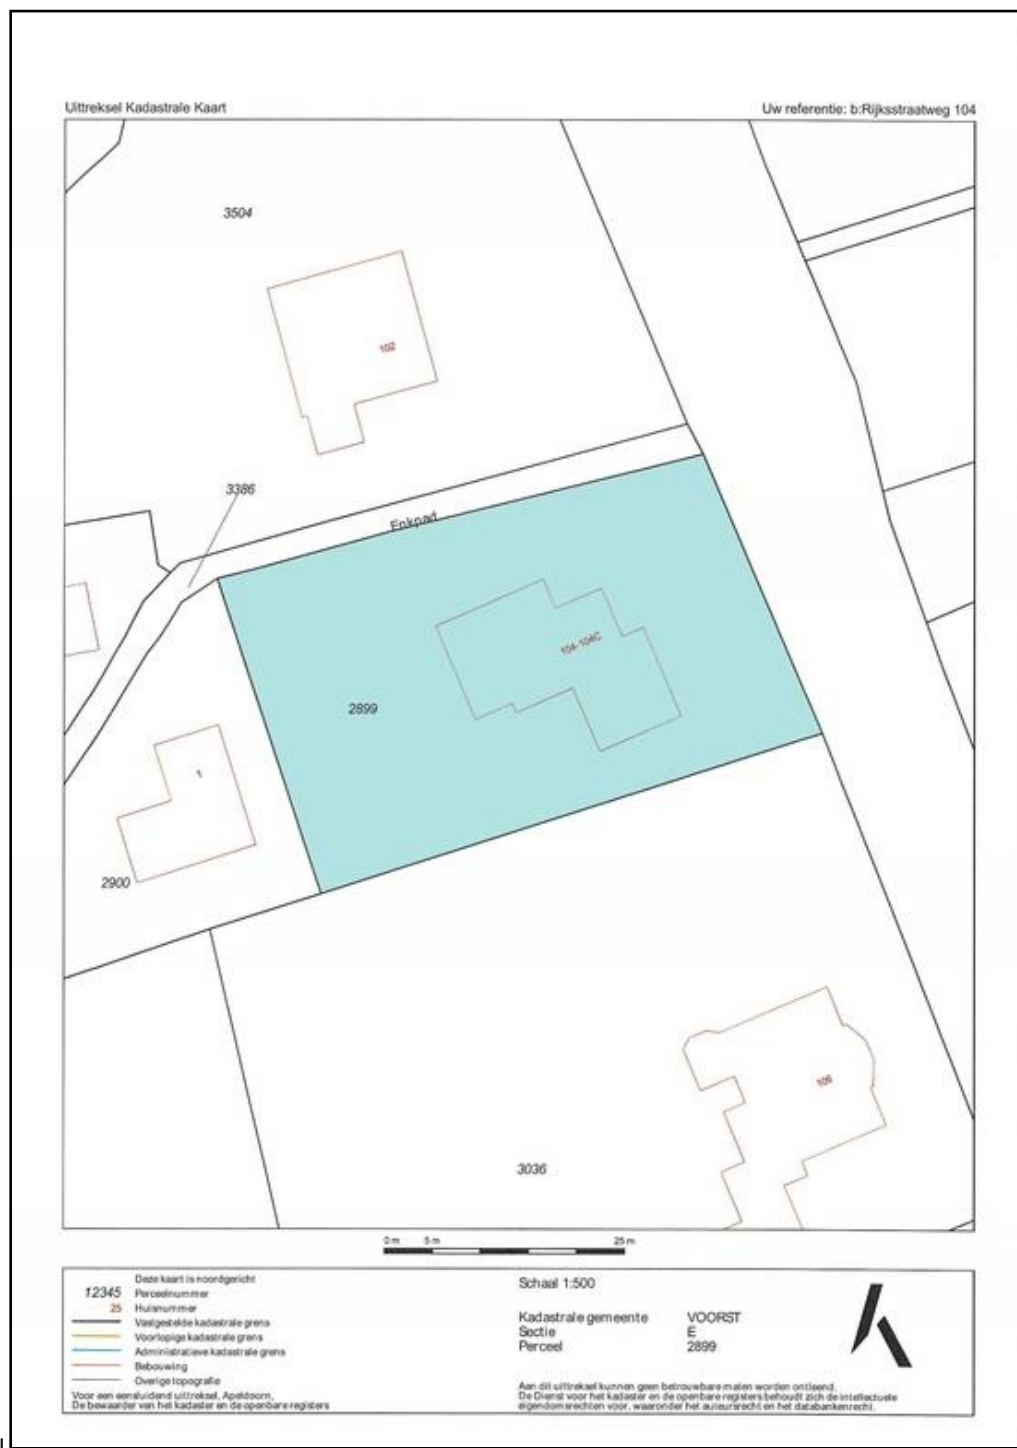 Uittreksel Kadastrale Kaart
Uw referentie: b:Rijksstraatweg 104
3504
102
3386
Enkpad
104-104C
2899
1
2900
106
3036
0 m 5 m 25 m
Deze kaart is noordgericht
12345 Perceelnummer
25 Huisnummer
Vastgestelde kadastrale grens
Voorlopige kadastrale grens
Administratieve kadastrale grens
Bebouwing
Overige topografie
Voor een eensluidend uittreksel, Apeldoorn,
De bewaarder van het kadaster en de openbare registers
Schaal 1:500
Kadastrale gemeente VOORST
Sectie E
Perceel 2899
Aan dit uittreksel kunnen geen betrouwbare maten worden ontleend.
De Dienst voor het kadaster en de openbare registers behoudt zich de intellectuele
eigendomsrechten voor, waaronder het auteursrecht en het databankenrecht.